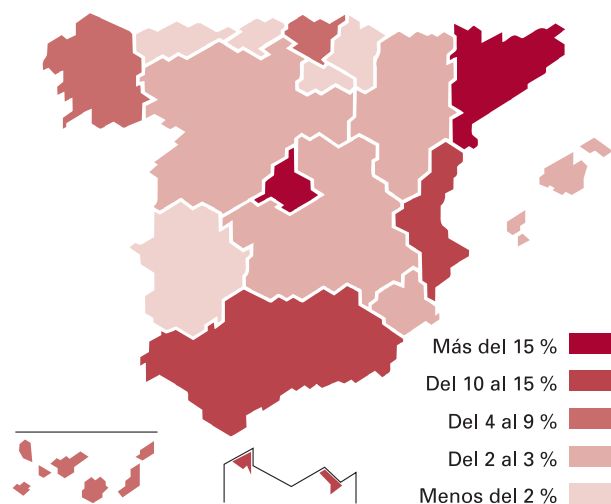 Más del 15 %
Del 10 al 15 %
Del 4 al 9 %
Del 2 al 3 %
Menos del 2 %